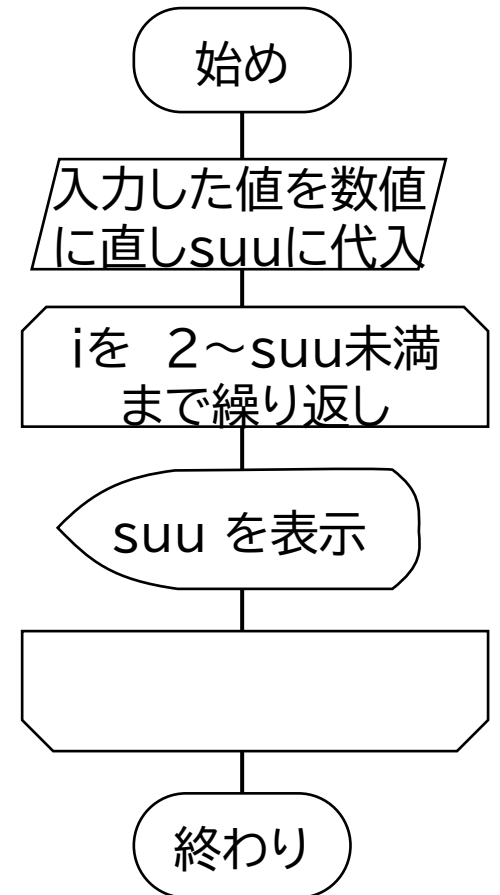 始め
入力した値を数値
に直しsuuに代入
iを　2～suu未満
まで繰り返し
suu を表示
終わり